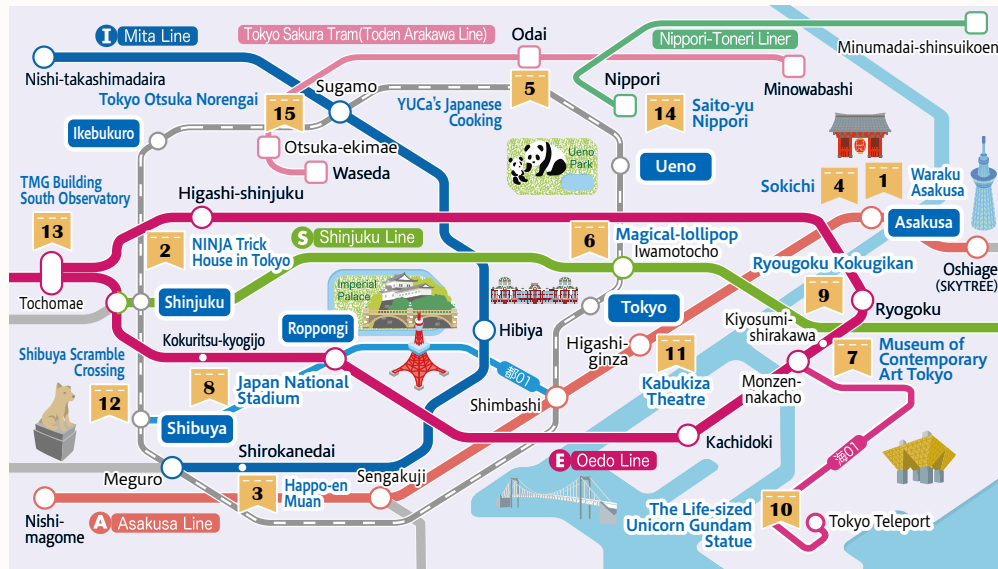 I Mita Line
Tokyo Sakura Tram(Toden Arakawa Line)
Odai
Nippori-Toneri Liner
Minumadai-shinsuikoen
Nishi-takashimadaira
Sugamo
Nippori
Minowabashi
Tokyo Otsuka Norengai
15
YUCa's Japanese
Cooking
5
14
Saito-yu
Nippori
Ikebukuro
Otsuka-ekimae
Waseda
Ueno
Park
Ueno
TMG Building
South Observatory
13
Higashi-shinjuku
Sokichi
4
1
Waraku
Asakusa
Asakusa
2
NINJA Trick
House in Tokyo
S Shinjuku Line
6
Magical-lollipop
Iwamotocho
Ryougoku Kokugikan
9
Oshiage
(SKYTREE)
Tochomae
Shinjuku
Imperial
Palace
Roppongi
Hibiya
Tokyo
Ryogoku
Kiyosumi-
shirakawa
Kokuritsu-kyogijo
Higashi-
ginza
11
Kabukiza
Theatre
7
Museum of
Contemporary
Art Tokyo
Shibuya Scramble
Crossing
12
8
Japan National
Stadium
都01
Shimbashi
Monzen-
nakacho
Shibuya
Kachidoki
Shirokanedai
Meguro
E Oedo Line
海01
3
Happo-en
Muan
Sengakuji
Nishi-
magome
A Asakusa Line
The Life-sized
Unicorn Gundam
Statue
10
Tokyo Teleport